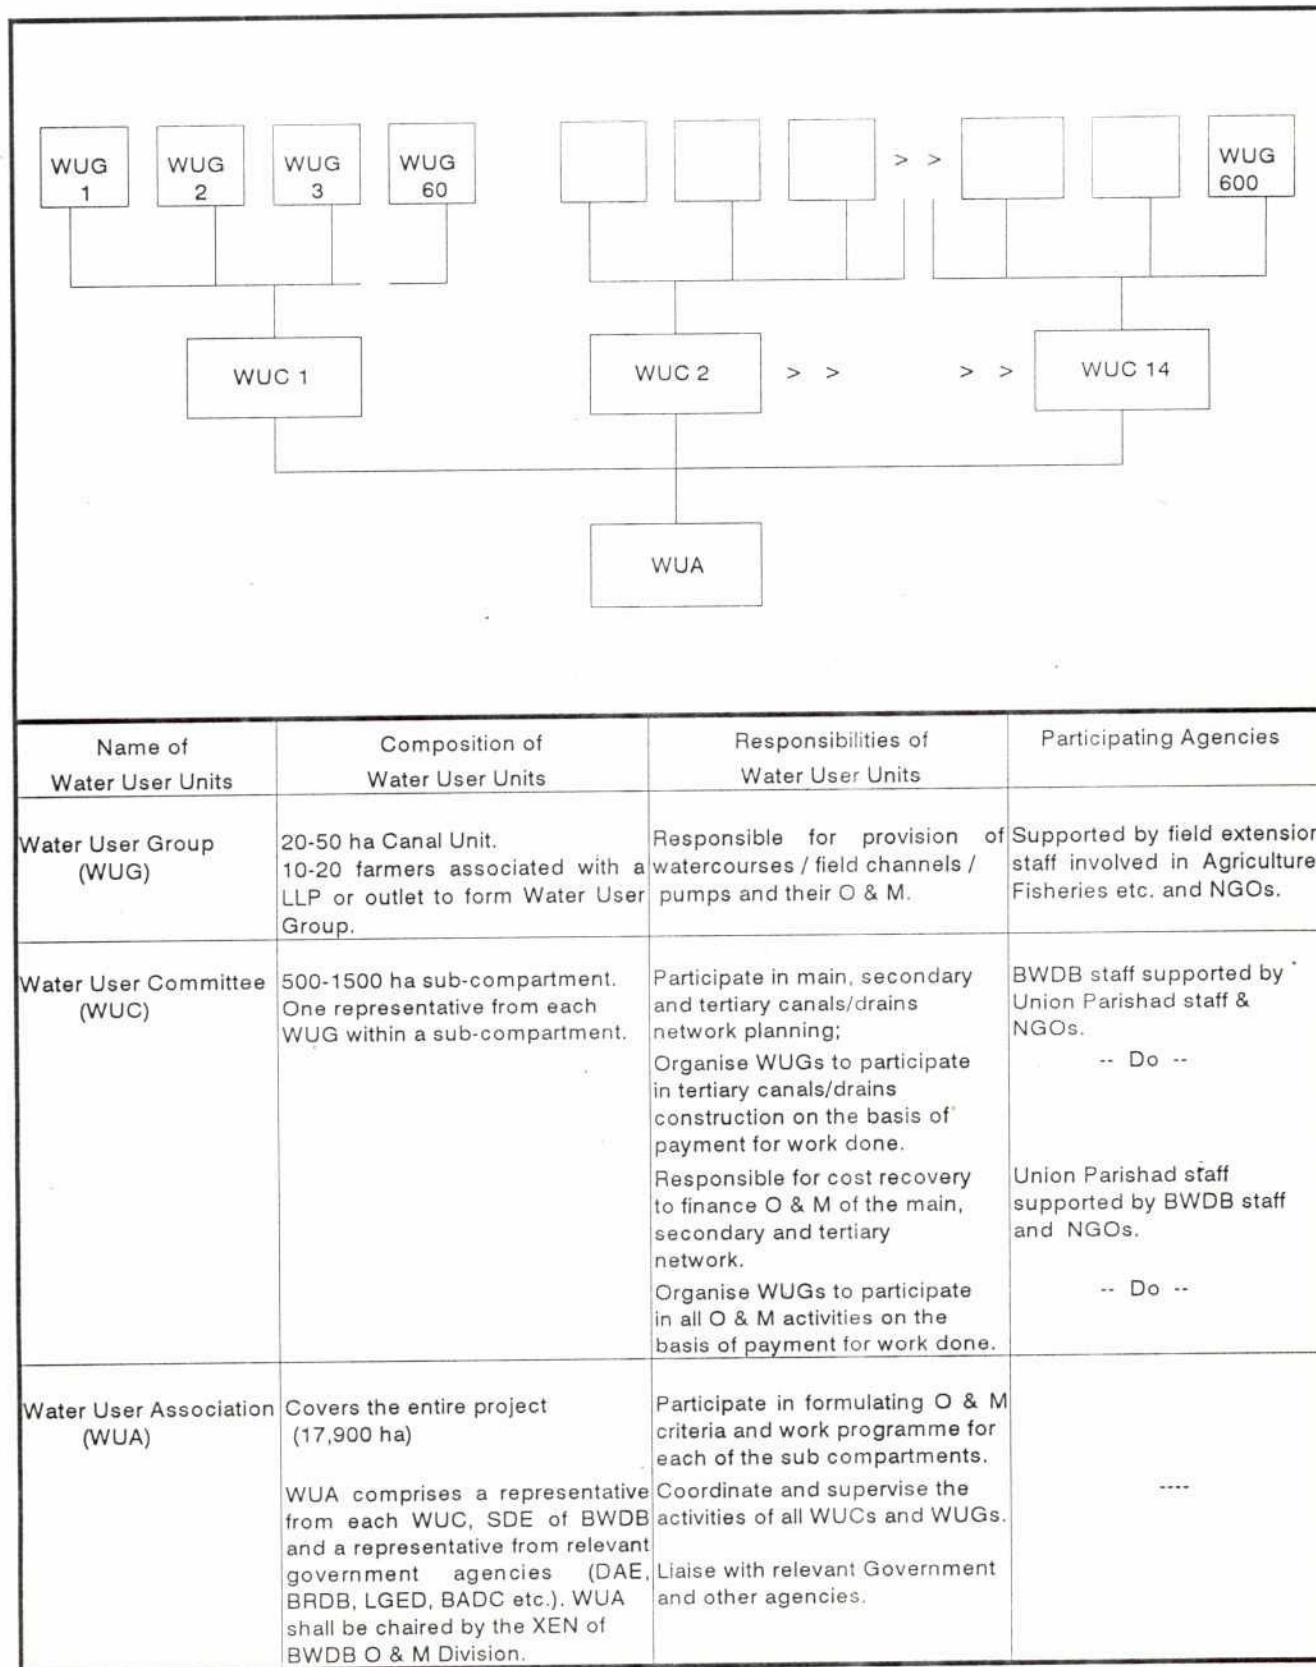 WUG 1
WUG 2
WUG 3
WUG 60
> >
WUG 600
WUC 1
WUC 2
> >
> >
WUC 14
WUA
Name of
Water User Units
Composition of
Water User Units
Responsibilities of
Water User Units
Participating Agencies
Water User Group
(WUG)
20-50 ha Canal Unit.
10-20 farmers associated with a
LLP or outlet to form Water User
Group.
Responsible for provision of
watercourses / field channels /
pumps and their O & M.
Supported by field extension
staff involved in Agriculture
Fisheries etc. and NGOs.
Water User Committee
(WUC)
500-1500 ha sub-compartment.
One representative from each
WUG within a sub-compartment.
Participate in main, secondary
and tertiary canals/drains
network planning;
BWDB staff supported by
Union Parishad staff &
NGOs.
Organise WUGs to participate
in tertiary canals/drains
construction on the basis of
payment for work done.
-- Do --
Responsible for cost recovery
to finance O & M of the main,
secondary and tertiary
network.
Union Parishad staff
supported by BWDB staff
and NGOs.
Organise WUGs to participate
in all O & M activities on the
basis of payment for work done.
-- Do --
Water User Association
(WUA)
Covers the entire project
(17,900 ha)
WUA comprises a representative
from each WUC, SDE of BWDB
and a representative from relevant
government agencies (DAE,
BRDB, LGED, BADC etc.). WUA
shall be chaired by the XEN of
BWDB O & M Division.
Participate in formulating O & M
criteria and work programme for
each of the sub compartments.
Coordinate and supervise the
activities of all WUCs and WUGs.
Liaise with relevant Government
and other agencies.
----